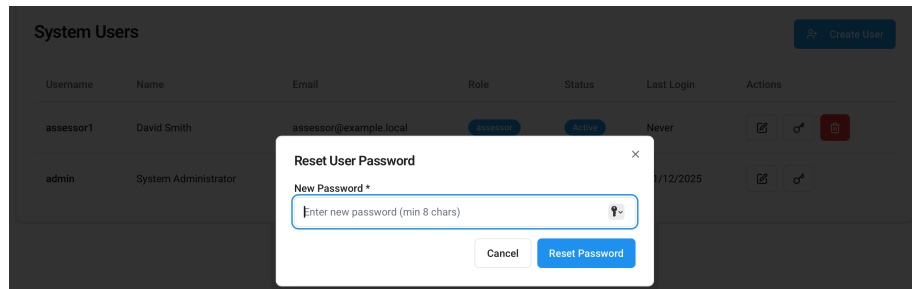 System Users
Create User
Username Name Email Role Status Last Login Actions
assessor1 David Smith assessor@example.local assessor Active Never
Reset User Password
admin System Administrator 1/12/2025
New Password *
Enter new password (min 8 chars)
Cancel Reset Password